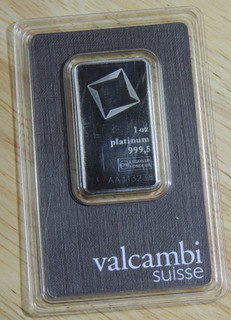 1 oz
platinum
999,5
valcambi
suisse